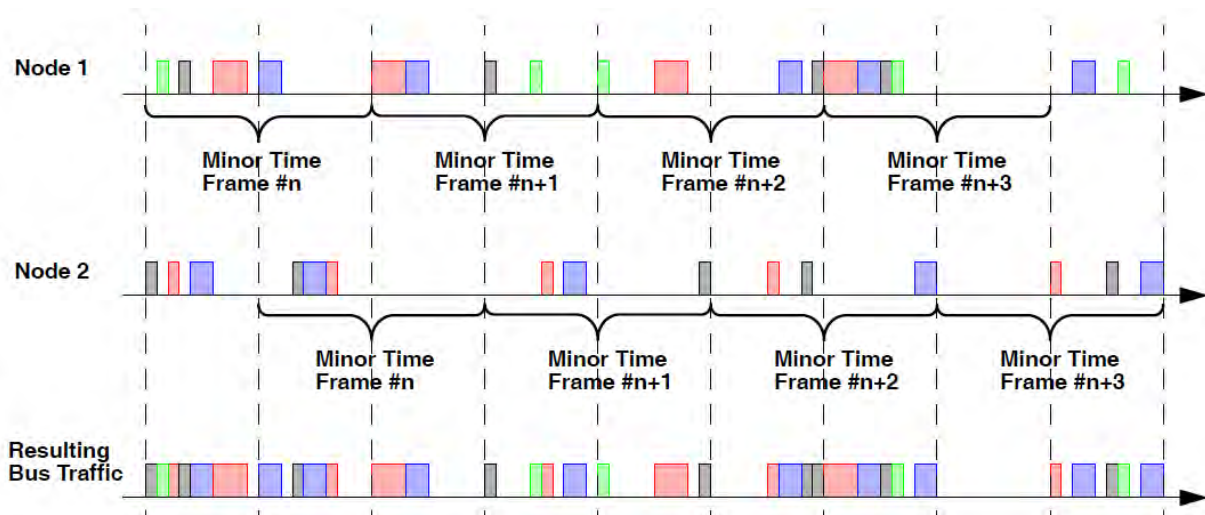 Node 1
Minor Time
Frame #n
Minor Time
Frame #n+1
Minor Time
Frame #n+2
Minor Time
Frame #n+3
Node 2
Minor Time
Frame #n
Minor Time
Frame #n+1
Minor Time
Frame #n+2
Minor Time
Frame #n+3
Resulting
Bus Traffic